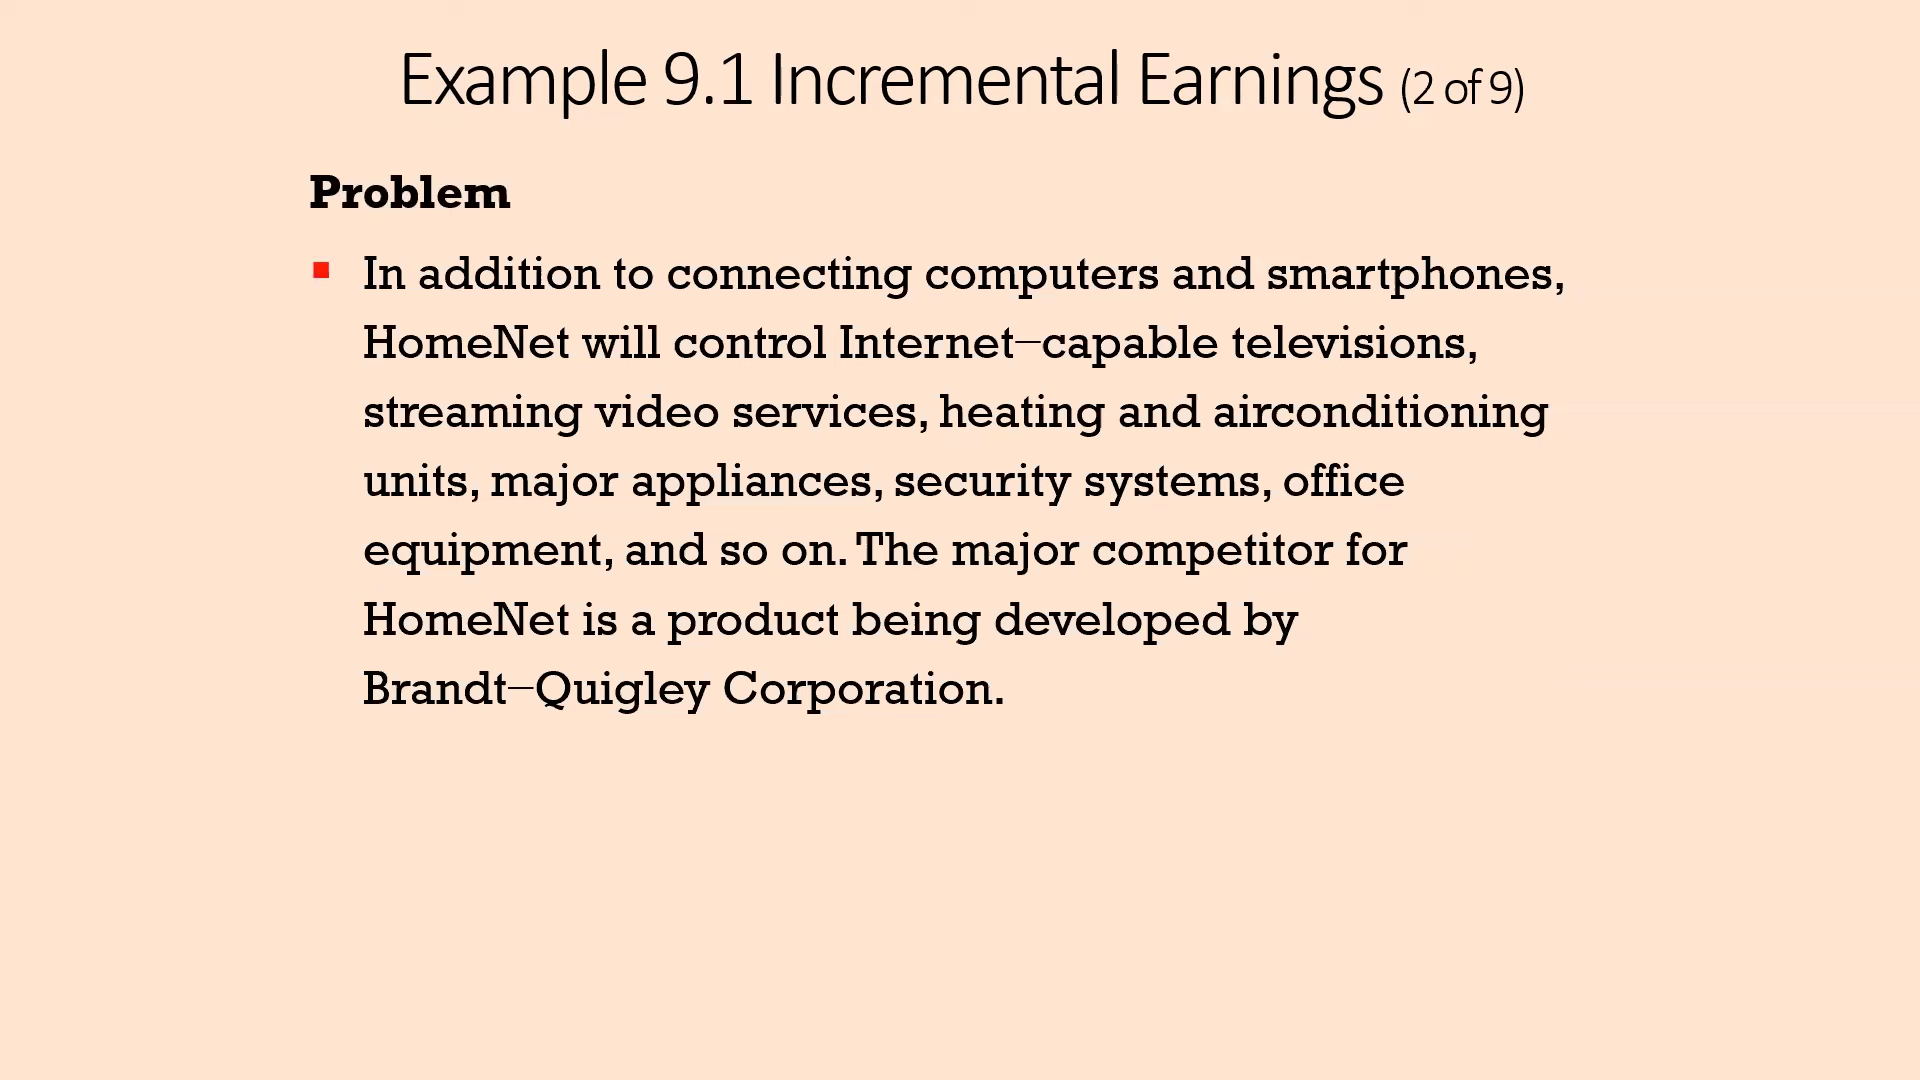 Example 9.1 Incremental Earnings (2 of 9)
Problem
In addition to connecting computers and smartphones,
HomeNet will control Internet–capable televisions,
streaming video services, heating and airconditioning
units, major appliances, security systems, office
equipment, and so on. The major competitor for
HomeNet is a product being developed by
Brandt–Quigley Corporation.